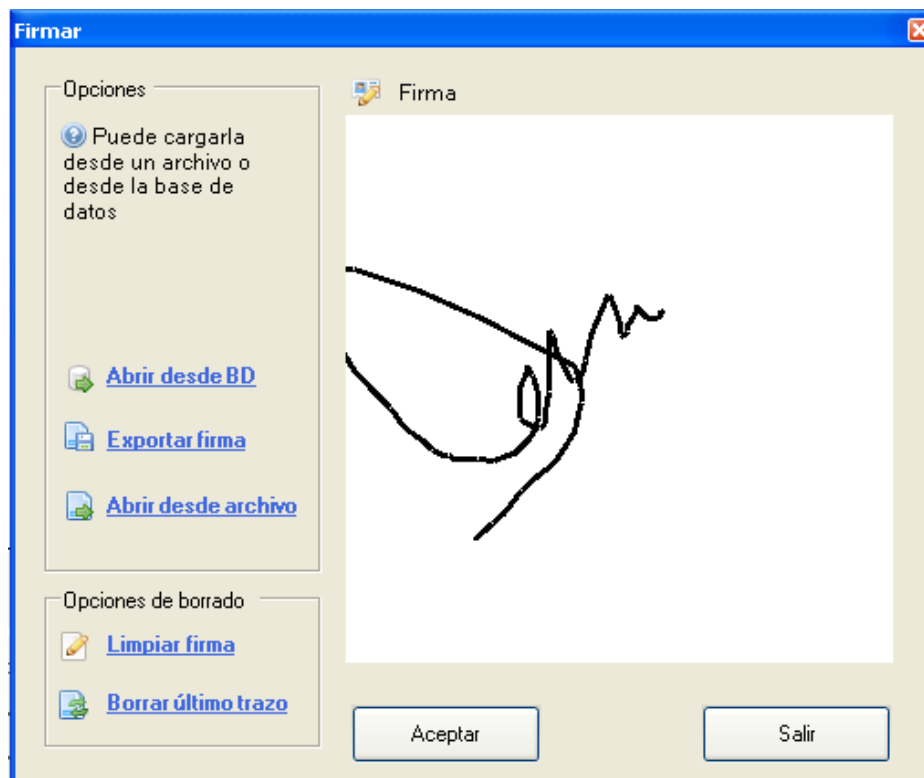 Firmar
Opciones
Puede cargarla
desde un archivo o
desde la base de
datos
Abrir desde BD
Exportar firma
Abrir desde archivo
Opciones de borrado
Limpiar firma
Borrar último trazo
Firma
Aceptar
Salir